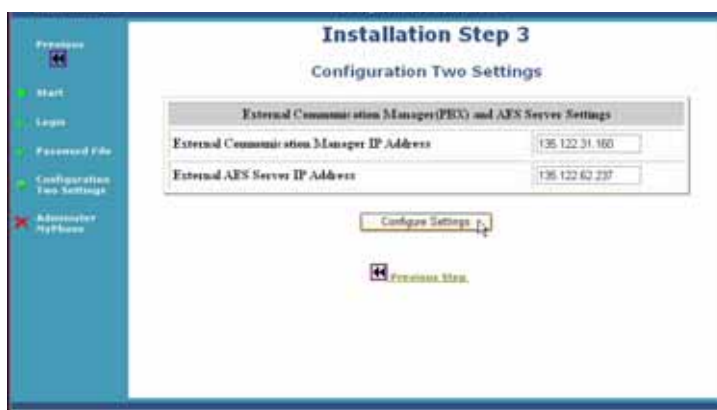 Installation Step 3
Configuration Two Settings
External Communication Manager(PBX) and AES Server Settings
External Communication Manager IP Address 135.122.31.160
External AES Server IP Address 135.122.62.237
Configure Settings
Previous Step
Previous
Start
Login
Password File
Configuration
Two Settings
Administer
MyPhone